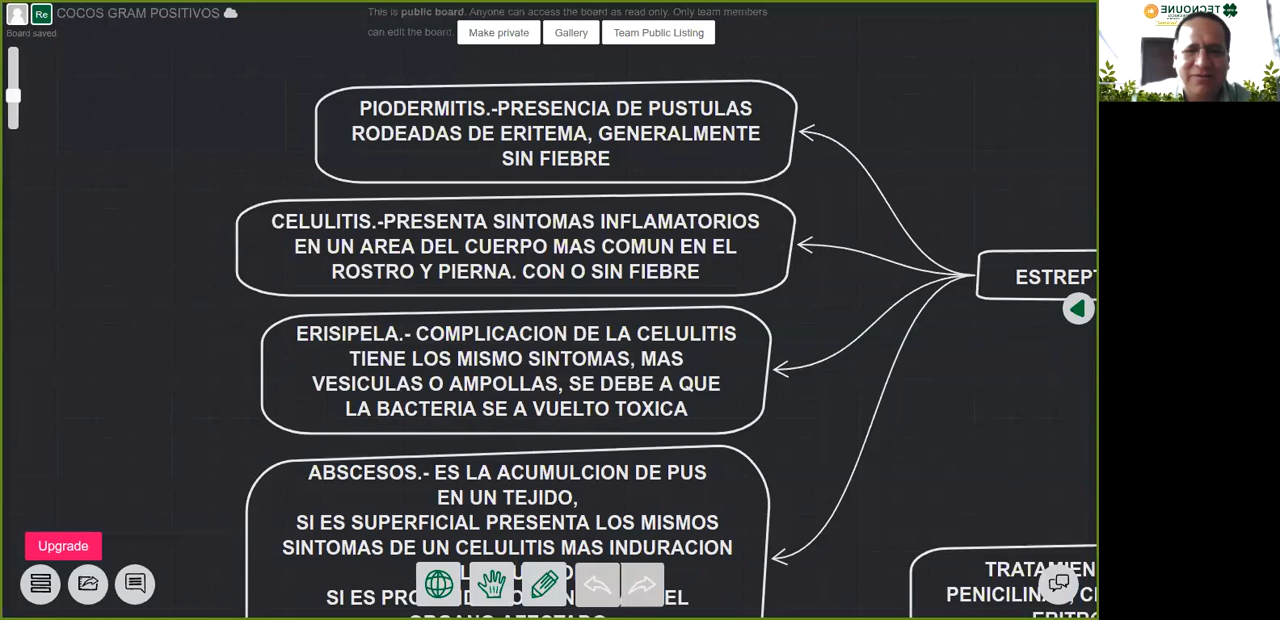 Re COCOS GRAM POSITIVOS
Board saved
This is public board. Anyone can access the board as read only. Only team members
can edit the board. Make private Gallery Team Public Listing
TECNOUNE
PIODERMITIS.-PRESENCIA DE PUSTULAS
RODEADAS DE ERITEMA, GENERALMENTE
SIN FIEBRE
CELULITIS.-PRESENTA SINTOMAS INFLAMATORIOS
EN UN AREA DEL CUERPO MAS COMUN EN EL
ROSTRO Y PIERNA. CON O SIN FIEBRE
ESTREPT
ERISIPELA.- COMPLICACION DE LA CELULITIS
TIENE LOS MISMO SINTOMAS, MAS
VESICULAS O AMPOLLAS, SE DEBE A QUE
LA BACTERIA SE A VUELTO TOXICA
ABSCESOS.- ES LA ACUMULCION DE PUS
EN UN TEJIDO,
SI ES SUPERFICIAL PRESENTA LOS MISMOS
SINTOMAS DE UN CELULITIS MAS INDURACION
SI ES PRO EL
Upgrade
TRATAMIEN
PENICILINA, C